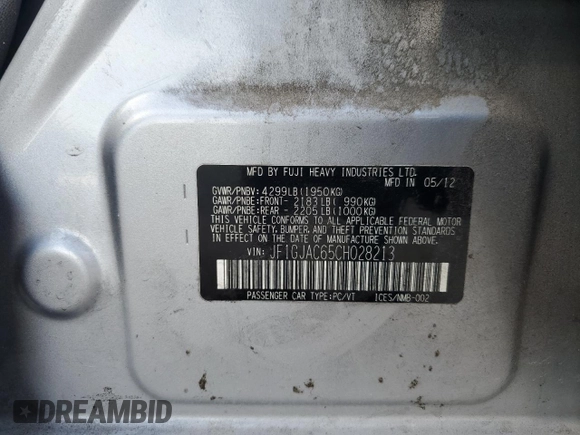 MFD BY FUJI HEAVY INDUSTRIES LTD.
MFD IN 05/12
GVWR/PNBV: 4299LB(1950KG)
GAWR/PNBE:FRONT- 2183LB( 990KG)
GAWR/PNBE:REAR - 2205LB(1000KG)
THIS VEHICLE CONFORMS TO ALL APPLICABLE FEDERAL MOTOR
VEHICLE SAFETY, BUMPER, AND THEFT PREVENTION STANDARDS
IN EFFECT ON THE DATE OF MANUFACTURE SHOWN ABOVE.
VIN: JF1GJAC65CH028213
PASSENGER CAR TYPE:PC/VT ICES/NMB-002
DREAMBID